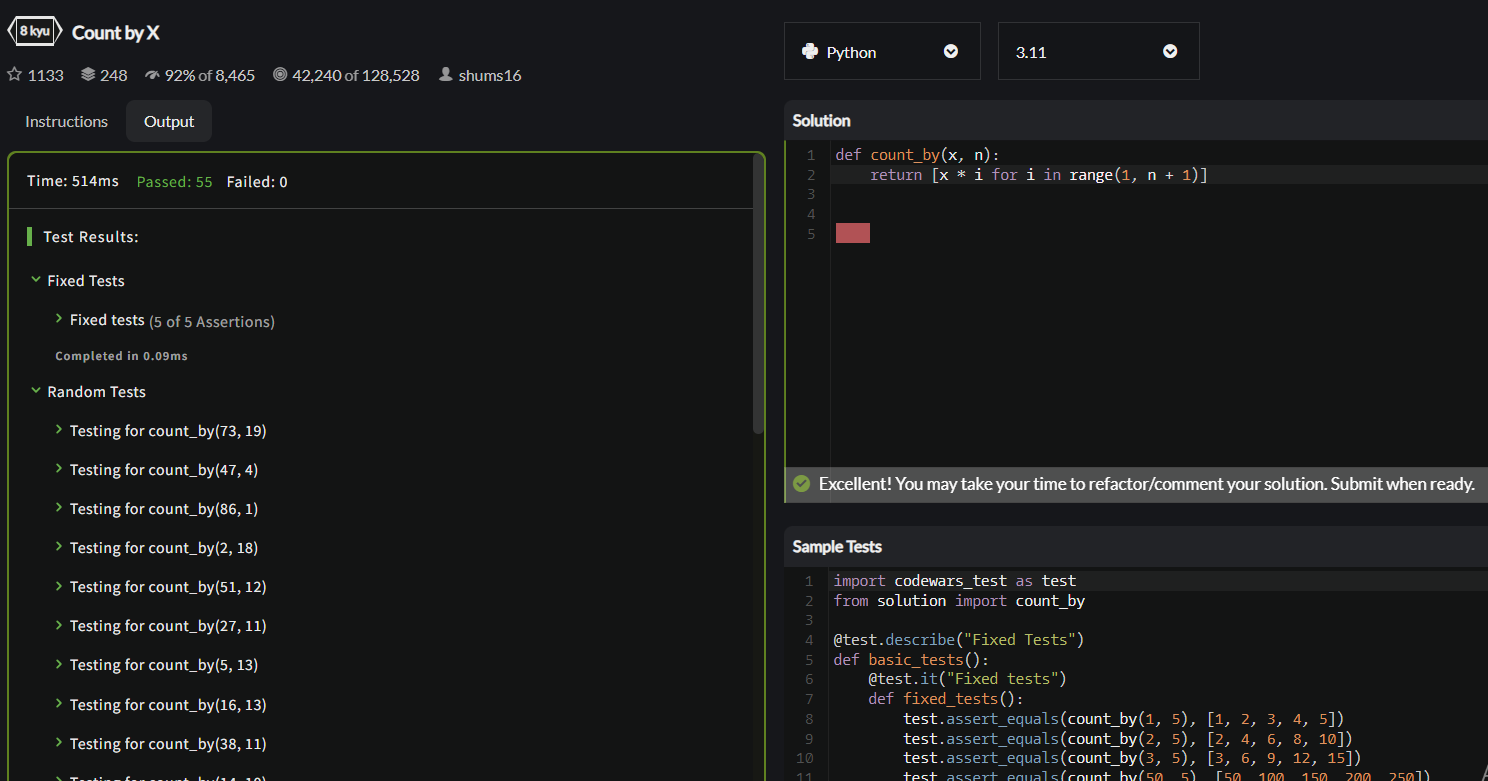 8 kyu Count by X
1133 248 92% of 8,465 42,240 of 128,528 shums16
Instructions Output
Time: 514ms Passed: 55 Failed: 0
Test Results:
Fixed Tests
Fixed tests (5 of 5 Assertions)
Completed in 0.09ms
Random Tests
Testing for count_by(73, 19)
Testing for count_by(47, 4)
Testing for count_by(86, 1)
Testing for count_by(2, 18)
Testing for count_by(51, 12)
Testing for count_by(27, 11)
Testing for count_by(5, 13)
Testing for count_by(16, 13)
Testing for count_by(38, 11)
Python 3.11
Solution
1 def count_by(x, n):
2     return [x * i for i in range(1, n + 1)]
3
4
5
Excellent! You may take your time to refactor/comment your solution. Submit when ready.
Sample Tests
1 import codewars_test as test
2 from solution import count_by
3
4 @test.describe("Fixed Tests")
5 def basic_tests():
6     @test.it("Fixed tests")
7     def fixed_tests():
8         test.assert_equals(count_by(1, 5), [1, 2, 3, 4, 5])
9         test.assert_equals(count_by(2, 5), [2, 4, 6, 8, 10])
10         test.assert_equals(count_by(3, 5), [3, 6, 9, 12, 15])
11         test.assert_equals(count_by(50, 5), [50, 100, 150, 200, 250])